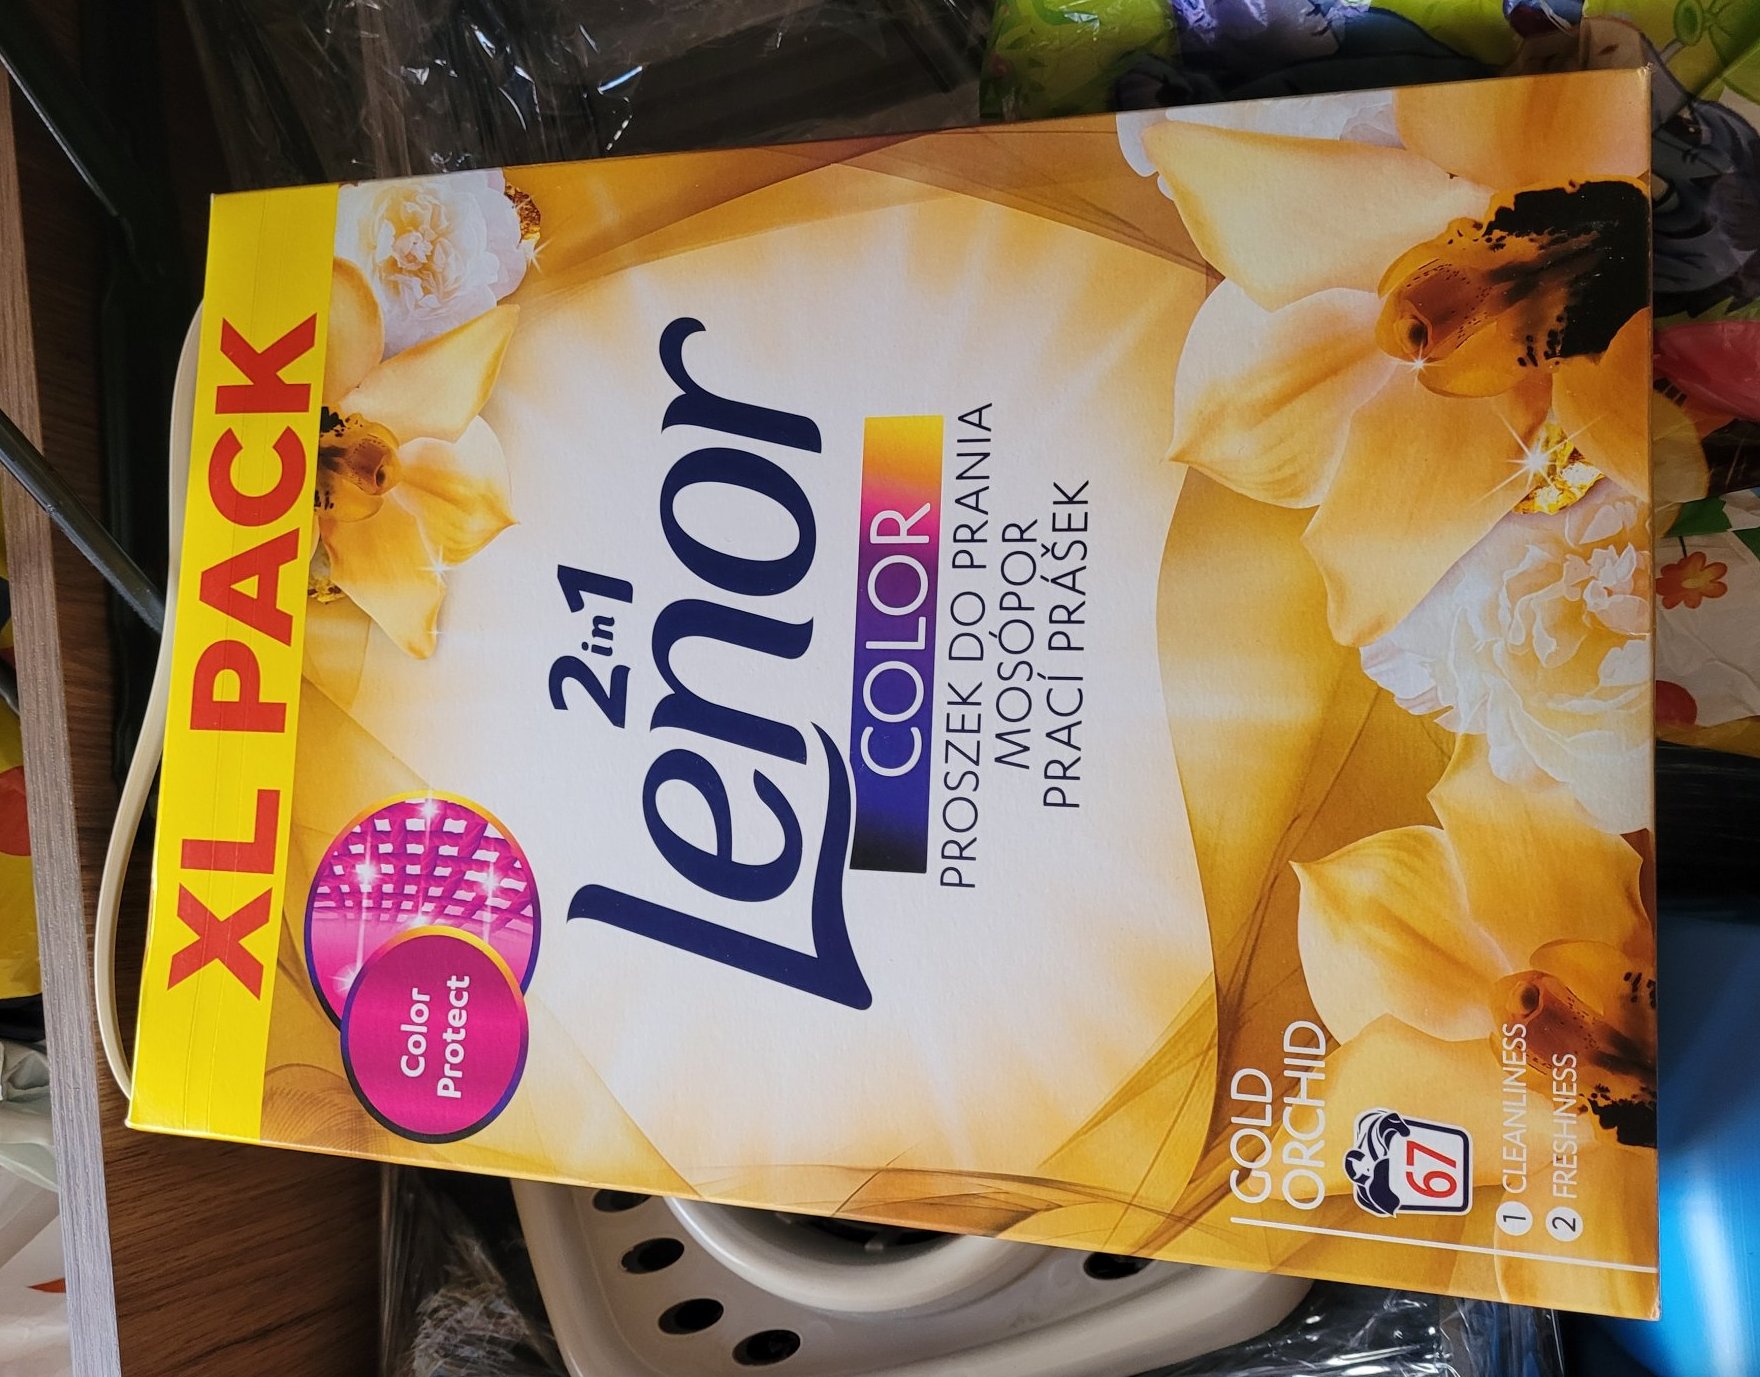 XL PACK
Color
Protect
2in1
Lenor
COLOR
PROSZEK DO PRANIA
MOSÓPOR
PRACÍ PRÁŠEK
GOLD
ORCHID
67
1 CLEANLINESS
2 FRESHNESS